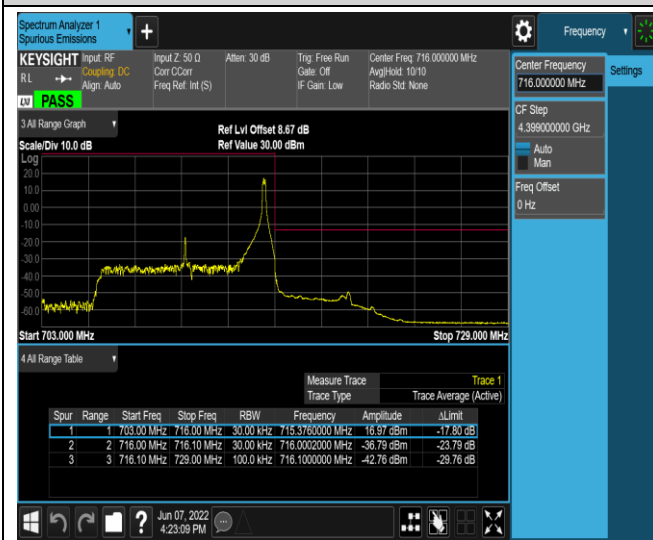 Spectrum Analyzer 1
Spurious Emissions
+
Frequency
KEYSIGHT
RL
Input: RF
Coupling: DC
Align: Auto
Input Z: 50 Ω
Corr CCorr
Freq Ref: Int (S)
Atten: 30 dB
Trig: Free Run
Gate: Off
IF Gain: Low
Center Freq: 716.000000 MHz
Avg|Hold: 10/10
Radio Std: None
LXI PASS
Center Frequency
716.000000 MHz
Settings
CF Step
4.399000000 GHz
Auto
Man
Freq Offset
0 Hz
3 All Range Graph
Scale/Div 10.0 dB
Ref Lvl Offset 8.67 dB
Ref Value 30.00 dBm
Log
20.0
10.0
0.00
-10.0
-20.0
-30.0
-40.0
-50.0
-60.0
Start 703.000 MHz
Stop 729.000 MHz
4 All Range Table
Measure Trace Trace 1
Trace Type Trace Average (Active)
Spur Range Start Freq Stop Freq RBW Frequency Amplitude ΔLimit
1 1 703.00 MHz 716.00 MHz 30.00 kHz 715.3760000 MHz 16.97 dBm -17.80 dB
2 2 716.00 MHz 716.10 MHz 30.00 kHz 716.0002000 MHz -36.79 dBm -23.79 dB
3 3 716.10 MHz 729.00 MHz 100.0 kHz 716.1000000 MHz -42.76 dBm -29.76 dB
?
Jun 07, 2022
4:23:09 PM